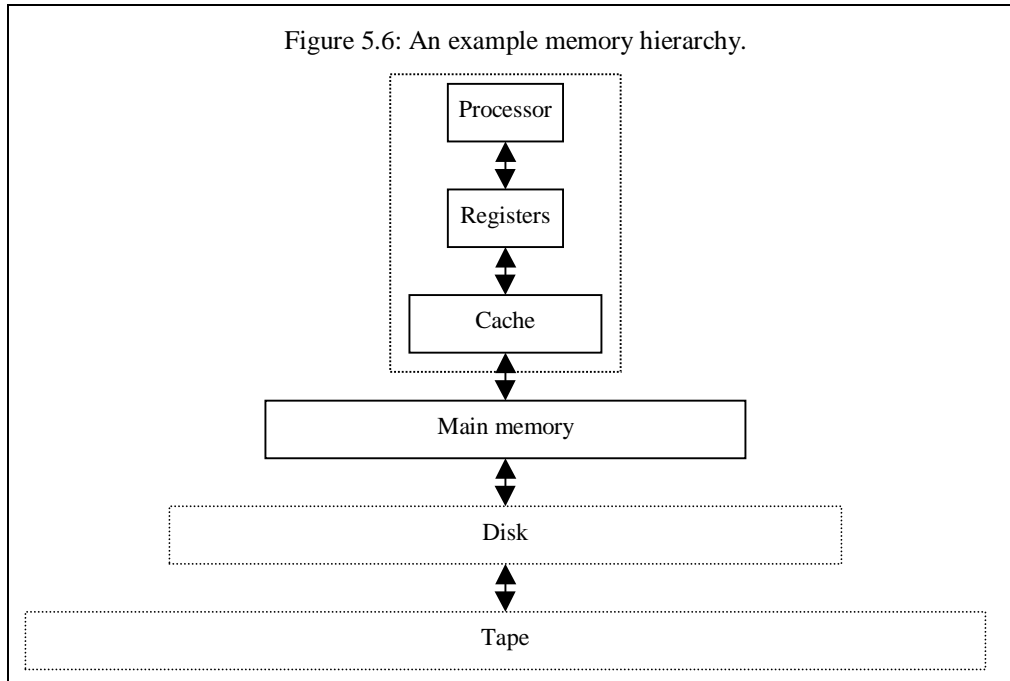 Figure 5.6: An example memory hierarchy.
Processor
Registers
Cache
Main memory
Disk
Tape